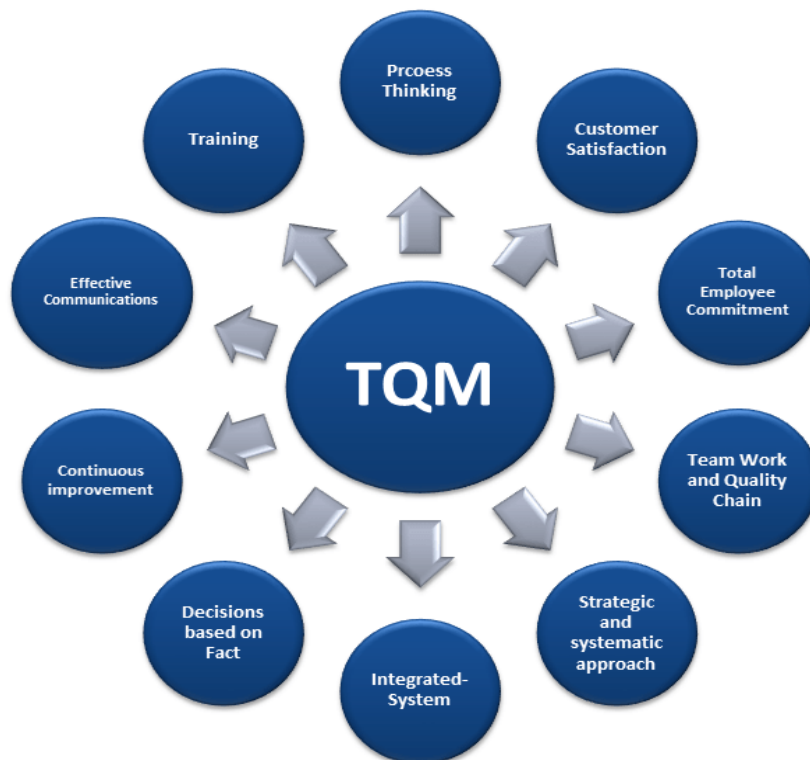 Prcoess
Thinking
Customer
Satisfaction
Total
Employee
Commitment
Team Work
and Quality
Chain
Strategic
and
systematic
approach
Integrated-
System
Decisions
based on
Fact
Continuous
improvement
Effective
Communications
Training
TQM